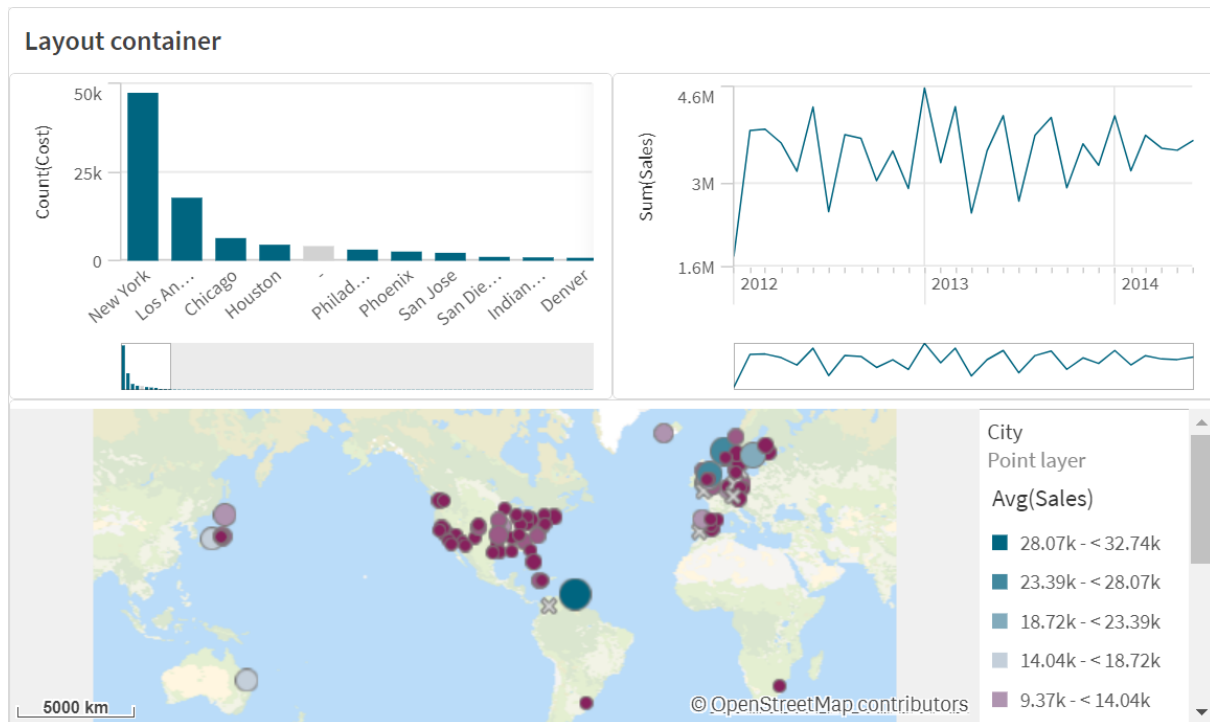 Layout container
Count(Cost)
50k
25k
0
New York
Los An...
Chicago
Houston
-
Philad...
Phoenix
San Jose
San Die...
Indian...
Denver
Sum(Sales)
4.6M
3M
1.6M
2012
2013
2014
5000 km
© OpenStreetMap contributors
City
Point layer
Avg(Sales)
28.07k - < 32.74k
23.39k - < 28.07k
18.72k - < 23.39k
14.04k - < 18.72k
9.37k - < 14.04k